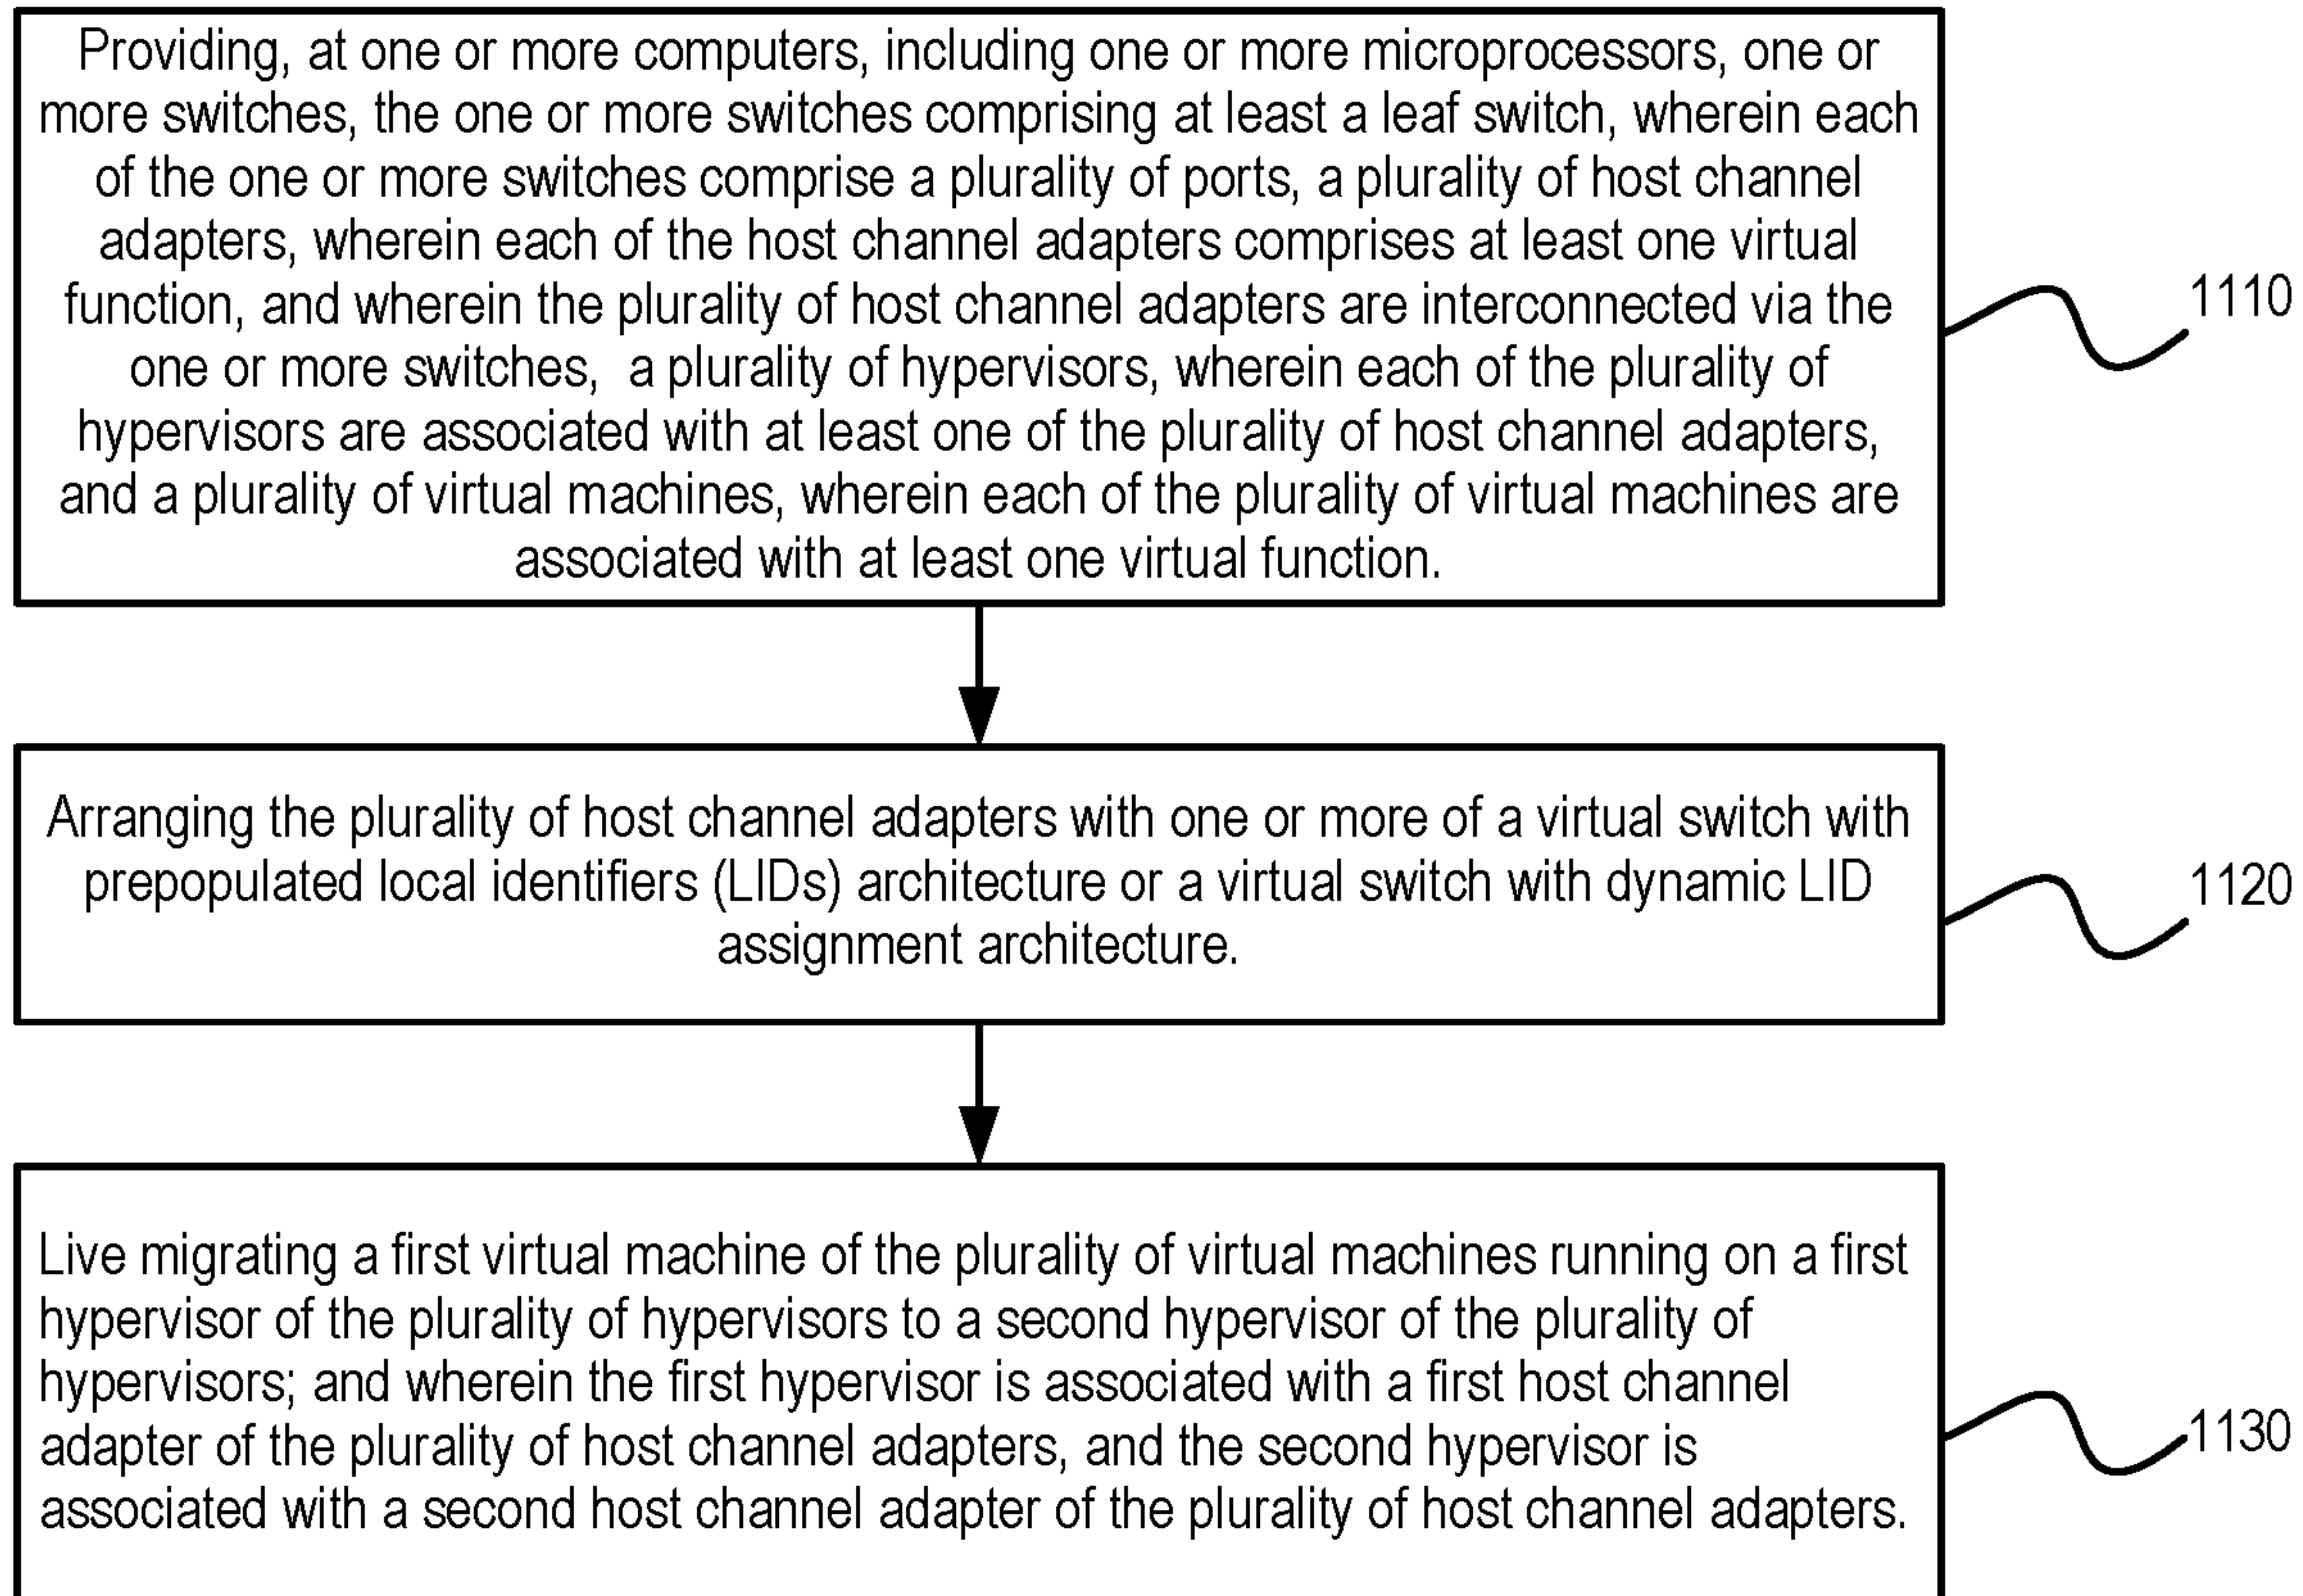 Providing, at one or more computers, including one or more microprocessors, one or
more switches, the one or more switches comprising at least a leaf switch, wherein each
of the one or more switches comprise a plurality of ports, a plurality of host channel
adapters, wherein each of the host channel adapters comprises at least one virtual
function, and wherein the plurality of host channel adapters are interconnected via the
one or more switches, a plurality of hypervisors, wherein each of the plurality of
hypervisors are associated with at least one of the plurality of host channel adapters,
and a plurality of virtual machines, wherein each of the plurality of virtual machines are
associated with at least one virtual function.
1110
Arranging the plurality of host channel adapters with one or more of a virtual switch with
prepopulated local identifiers (LIDs) architecture or a virtual switch with dynamic LID
assignment architecture.
1120
Live migrating a first virtual machine of the plurality of virtual machines running on a first
hypervisor of the plurality of hypervisors to a second hypervisor of the plurality of
hypervisors; and wherein the first hypervisor is associated with a first host channel
adapter of the plurality of host channel adapters, and the second hypervisor is
associated with a second host channel adapter of the plurality of host channel adapters.
1130